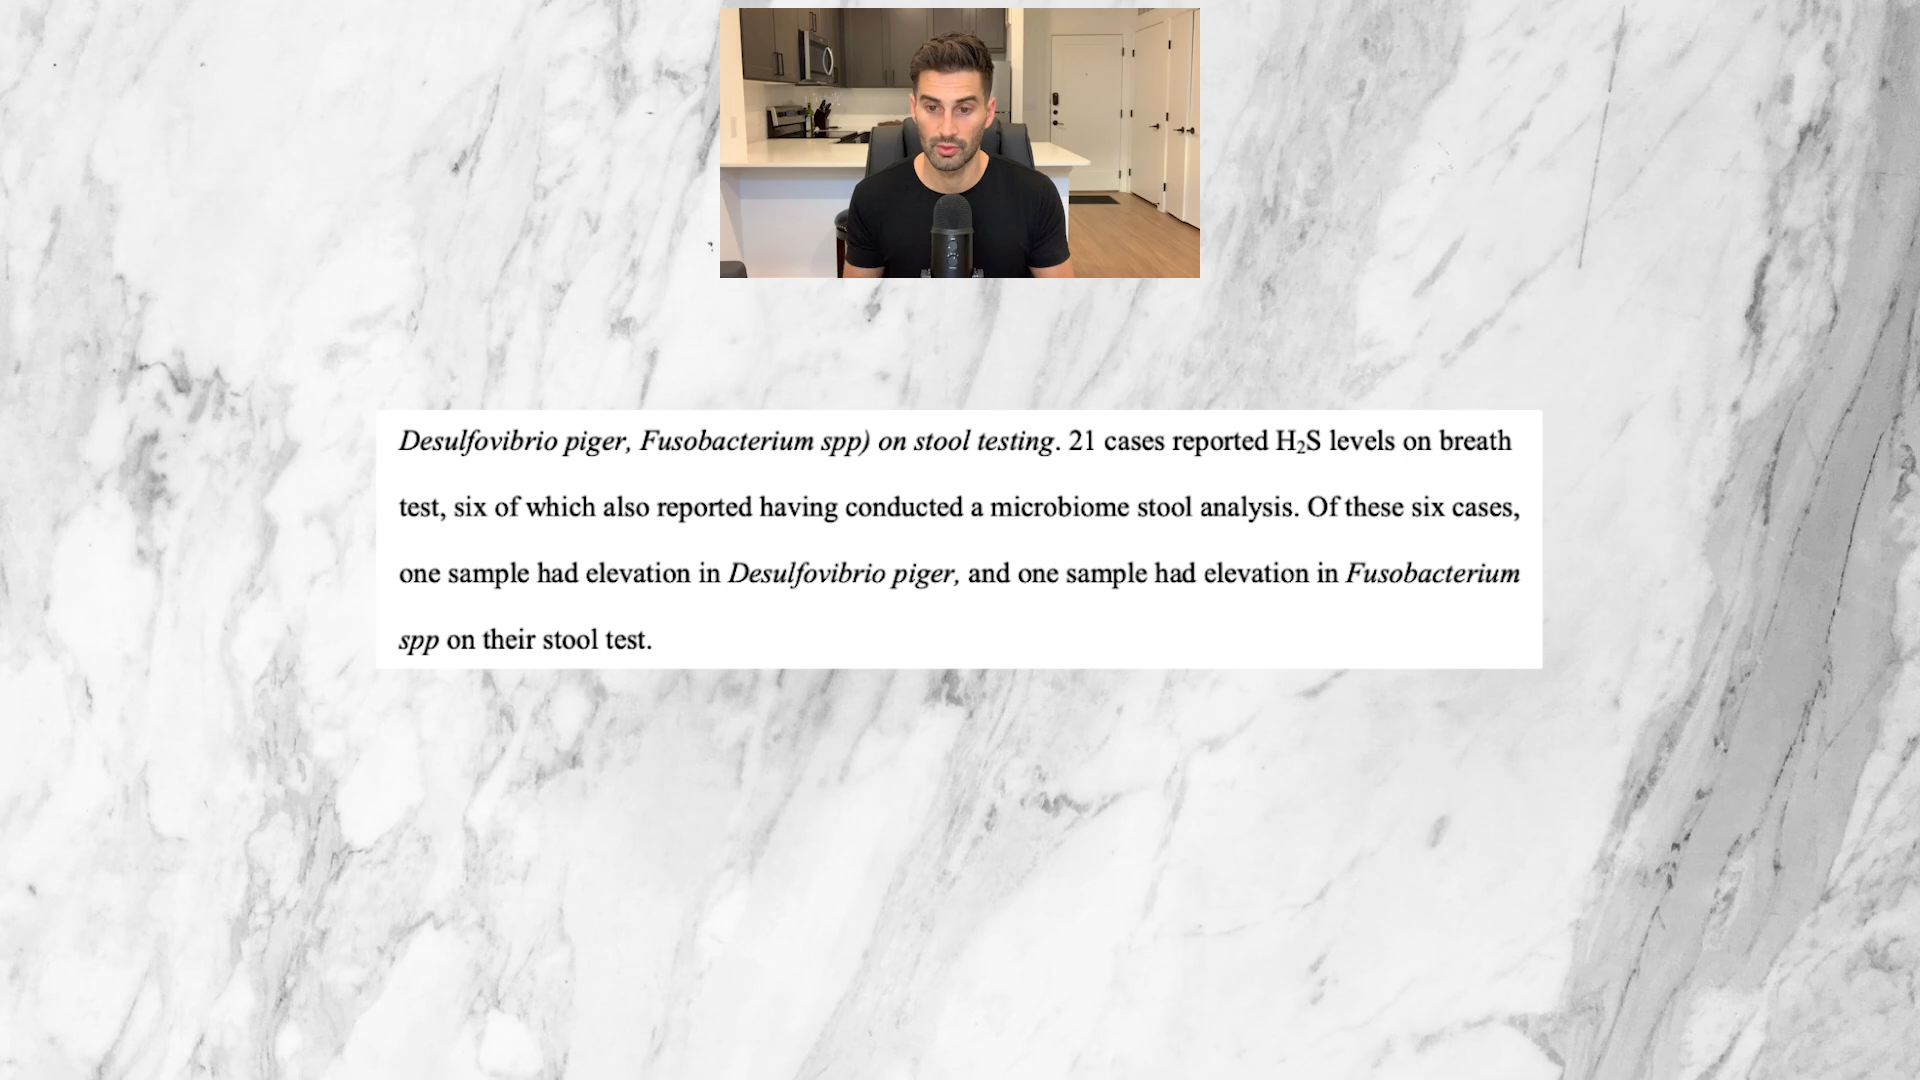 Desulfovibrio piger, Fusobacterium spp) on stool testing. 21 cases reported H₂S levels on breath
test, six of which also reported having conducted a microbiome stool analysis. Of these six cases,
one sample had elevation in Desulfovibrio piger, and one sample had elevation in Fusobacterium
spp on their stool test.